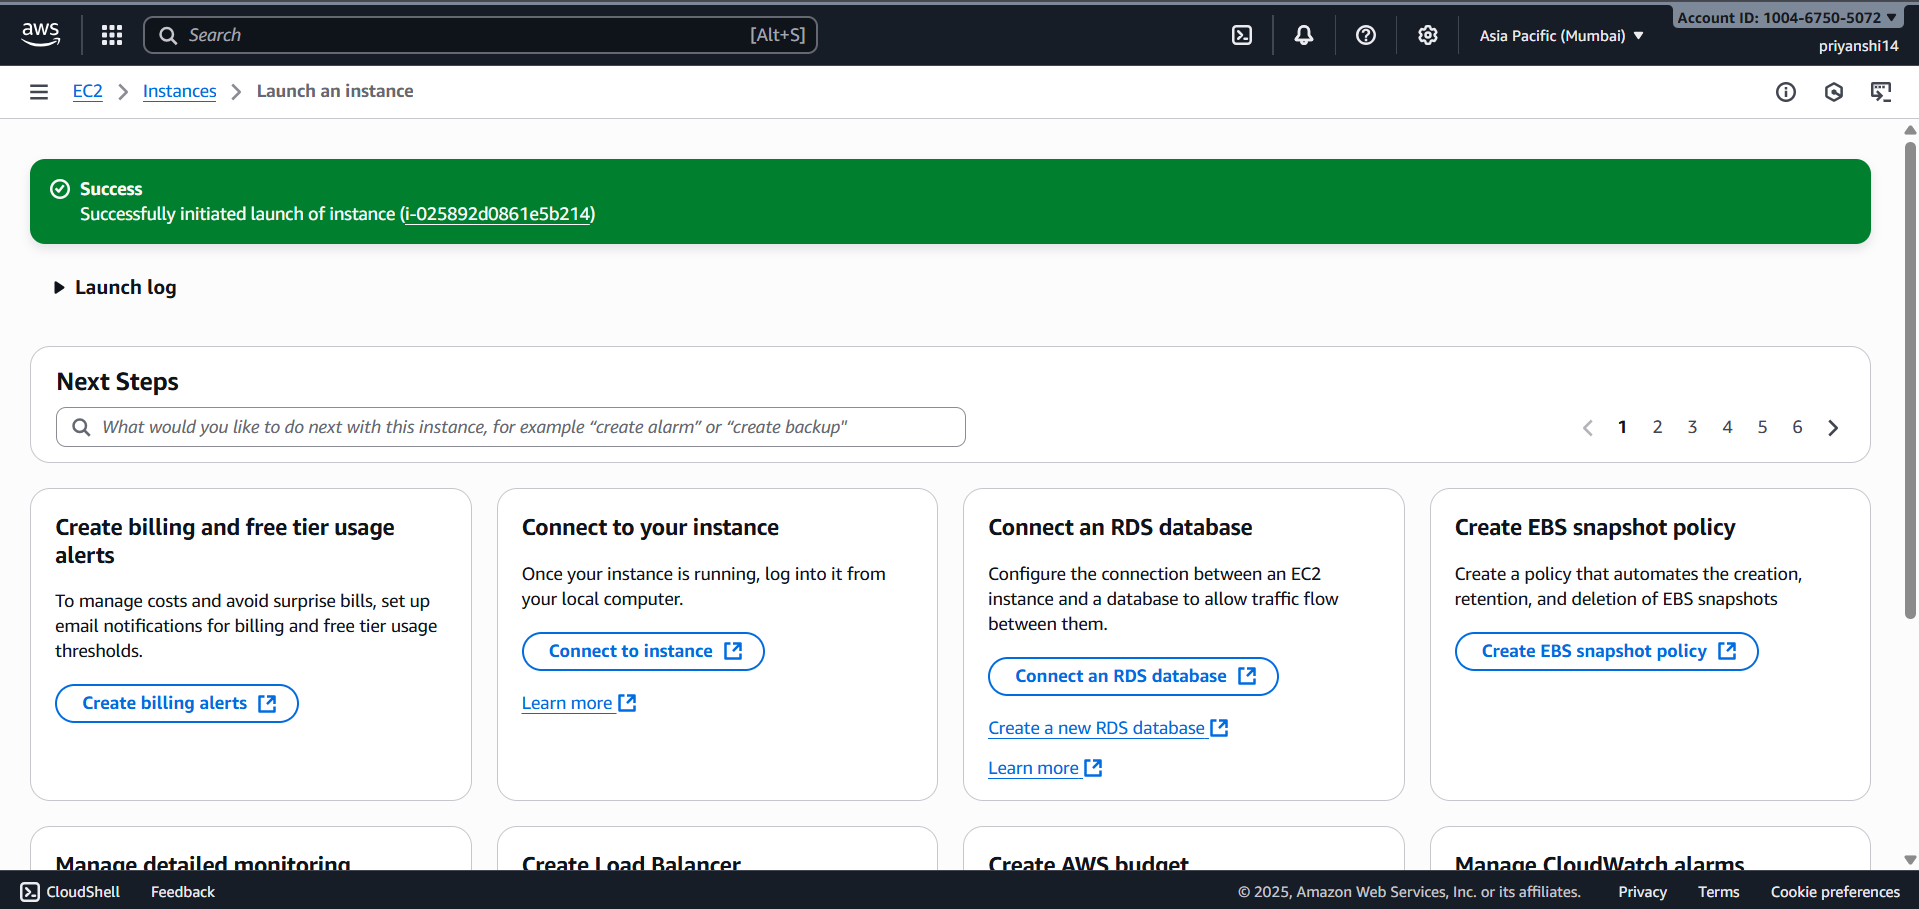 aws
Search
[Alt+S]
Asia Pacific (Mumbai)
Account ID: 1004-6750-5072
priyanshi14
EC2
Instances
Launch an instance
Success
Successfully initiated launch of instance (i-025892d0861e5b214)
Launch log
Next Steps
What would you like to do next with this instance, for example “create alarm” or “create backup"
1 2 3 4 5 6
Create billing and free tier usage
alerts
To manage costs and avoid surprise bills, set up
email notifications for billing and free tier usage
thresholds.
Create billing alerts
Connect to your instance
Once your instance is running, log into it from
your local computer.
Connect to instance
Learn more
Connect an RDS database
Configure the connection between an EC2
instance and a database to allow traffic flow
between them.
Connect an RDS database
Create a new RDS database
Learn more
Create EBS snapshot policy
Create a policy that automates the creation,
retention, and deletion of EBS snapshots
Create EBS snapshot policy
Manage detailed monitoring
Create Load Balancer
Create AWS budget
Manage CloudWatch alarms
CloudShell
Feedback
© 2025, Amazon Web Services, Inc. or its affiliates.
Privacy
Terms
Cookie preferences